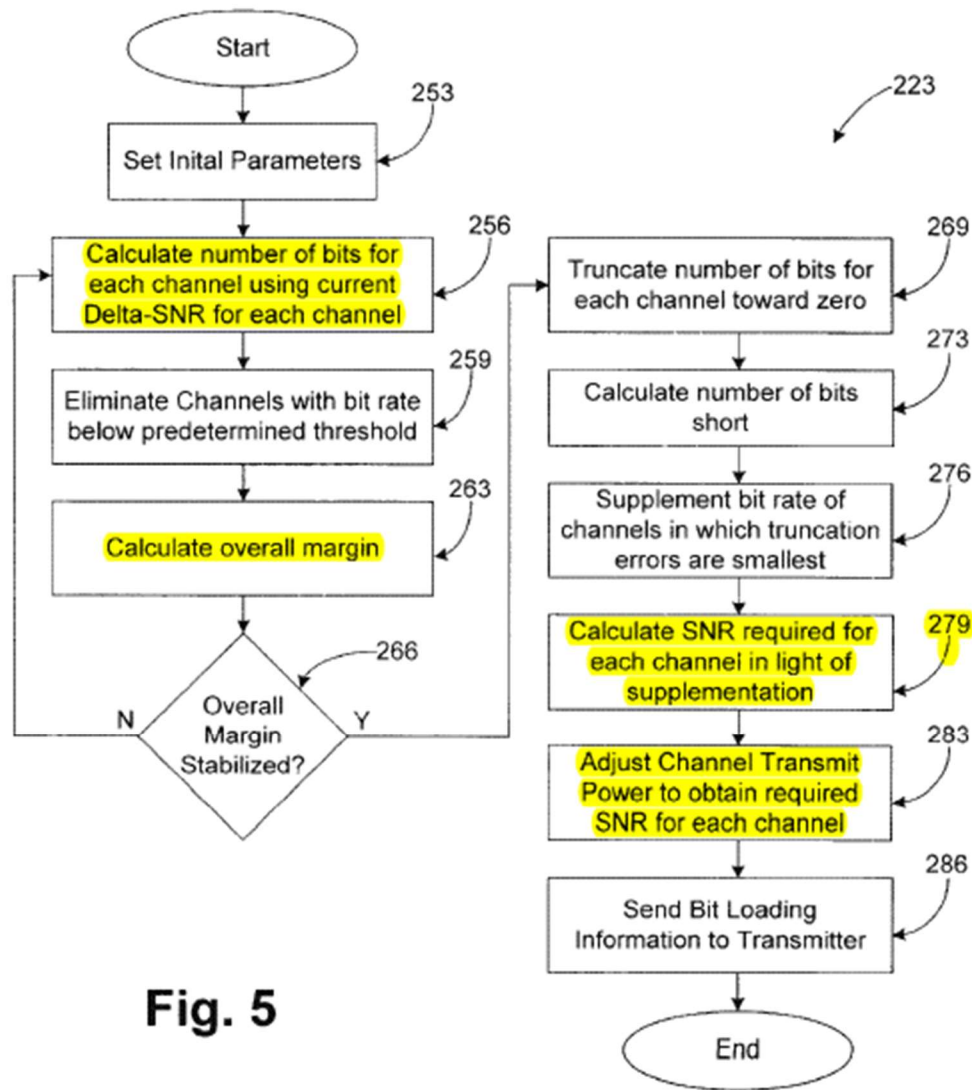 Start
253
Set Inital Parameters
256
Calculate number of bits for
each channel using current
Delta-SNR for each channel
259
Eliminate Channels with bit rate
below predetermined threshold
263
Calculate overall margin
266
Overall
Margin
Stabilized?
N
Y
223
269
Truncate number of bits for
each channel toward zero
273
Calculate number of bits
short
276
Supplement bit rate of
channels in which truncation
errors are smallest
279
Calculate SNR required for
each channel in light of
supplementation
283
Adjust Channel Transmit
Power to obtain required
SNR for each channel
286
Send Bit Loading
Information to Transmitter
End
Fig. 5